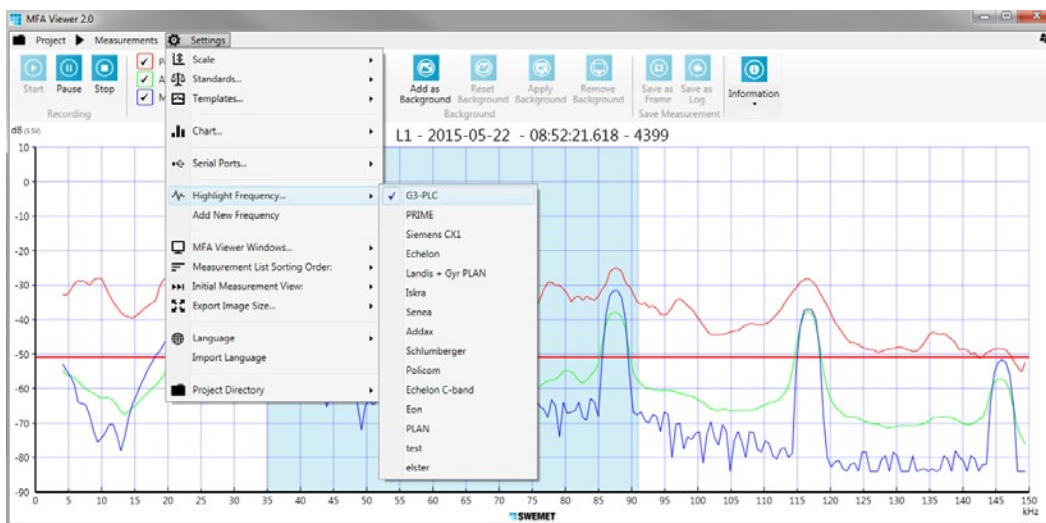 MFA Viewer 2.0
Project Measurements Settings
Start Pause Stop
Recording
P
A
M
Scale
Standards...
Templates...
Chart...
Serial Ports...
Highlight Frequency...
Add New Frequency
MFA Viewer Windows...
Measurement List Sorting Order:
Initial Measurement View:
Export Image Size...
Language
Import Language
Project Directory
G3-PLC
PRIME
Siemens CX1
Echelon
Landis + Gyr PLAN
Iskra
Senea
Addax
Schlumberger
Policom
Echelon C-band
Eon
PLAN
test
elster
Add as Background
Reset Background
Apply Background
Remove Background
Background
Save as Frame
Save as Log
Save Measurement
Information
L1 - 2015-05-22 - 08:52:21.618 - 4399
dB
10
0
-10
-20
-30
-40
-50
-60
-70
-80
-90
0 5 10 15 20 25 30 35 40 45 50 55 60 65 70 75 80 85 90 95 100 105 110 115 120 125 130 135 140 145 150
kHz
SWEMET